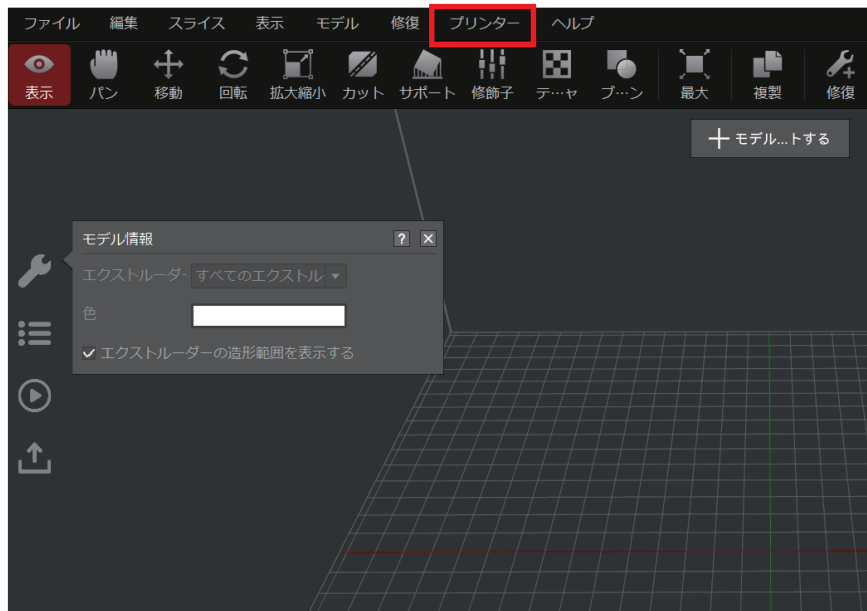 ファイル 編集 スライス 表示 モデル 修復 プリンター ヘルプ
表示 パン 移動 回転 拡大縮小 カット サポート 修飾子 テ…ャ ブ…ン 最大 複製 修復
モデル...トする
モデル情報 ?
エクストルーダー すべてのエクストル
色
エクストルーダーの造形範囲を表示する